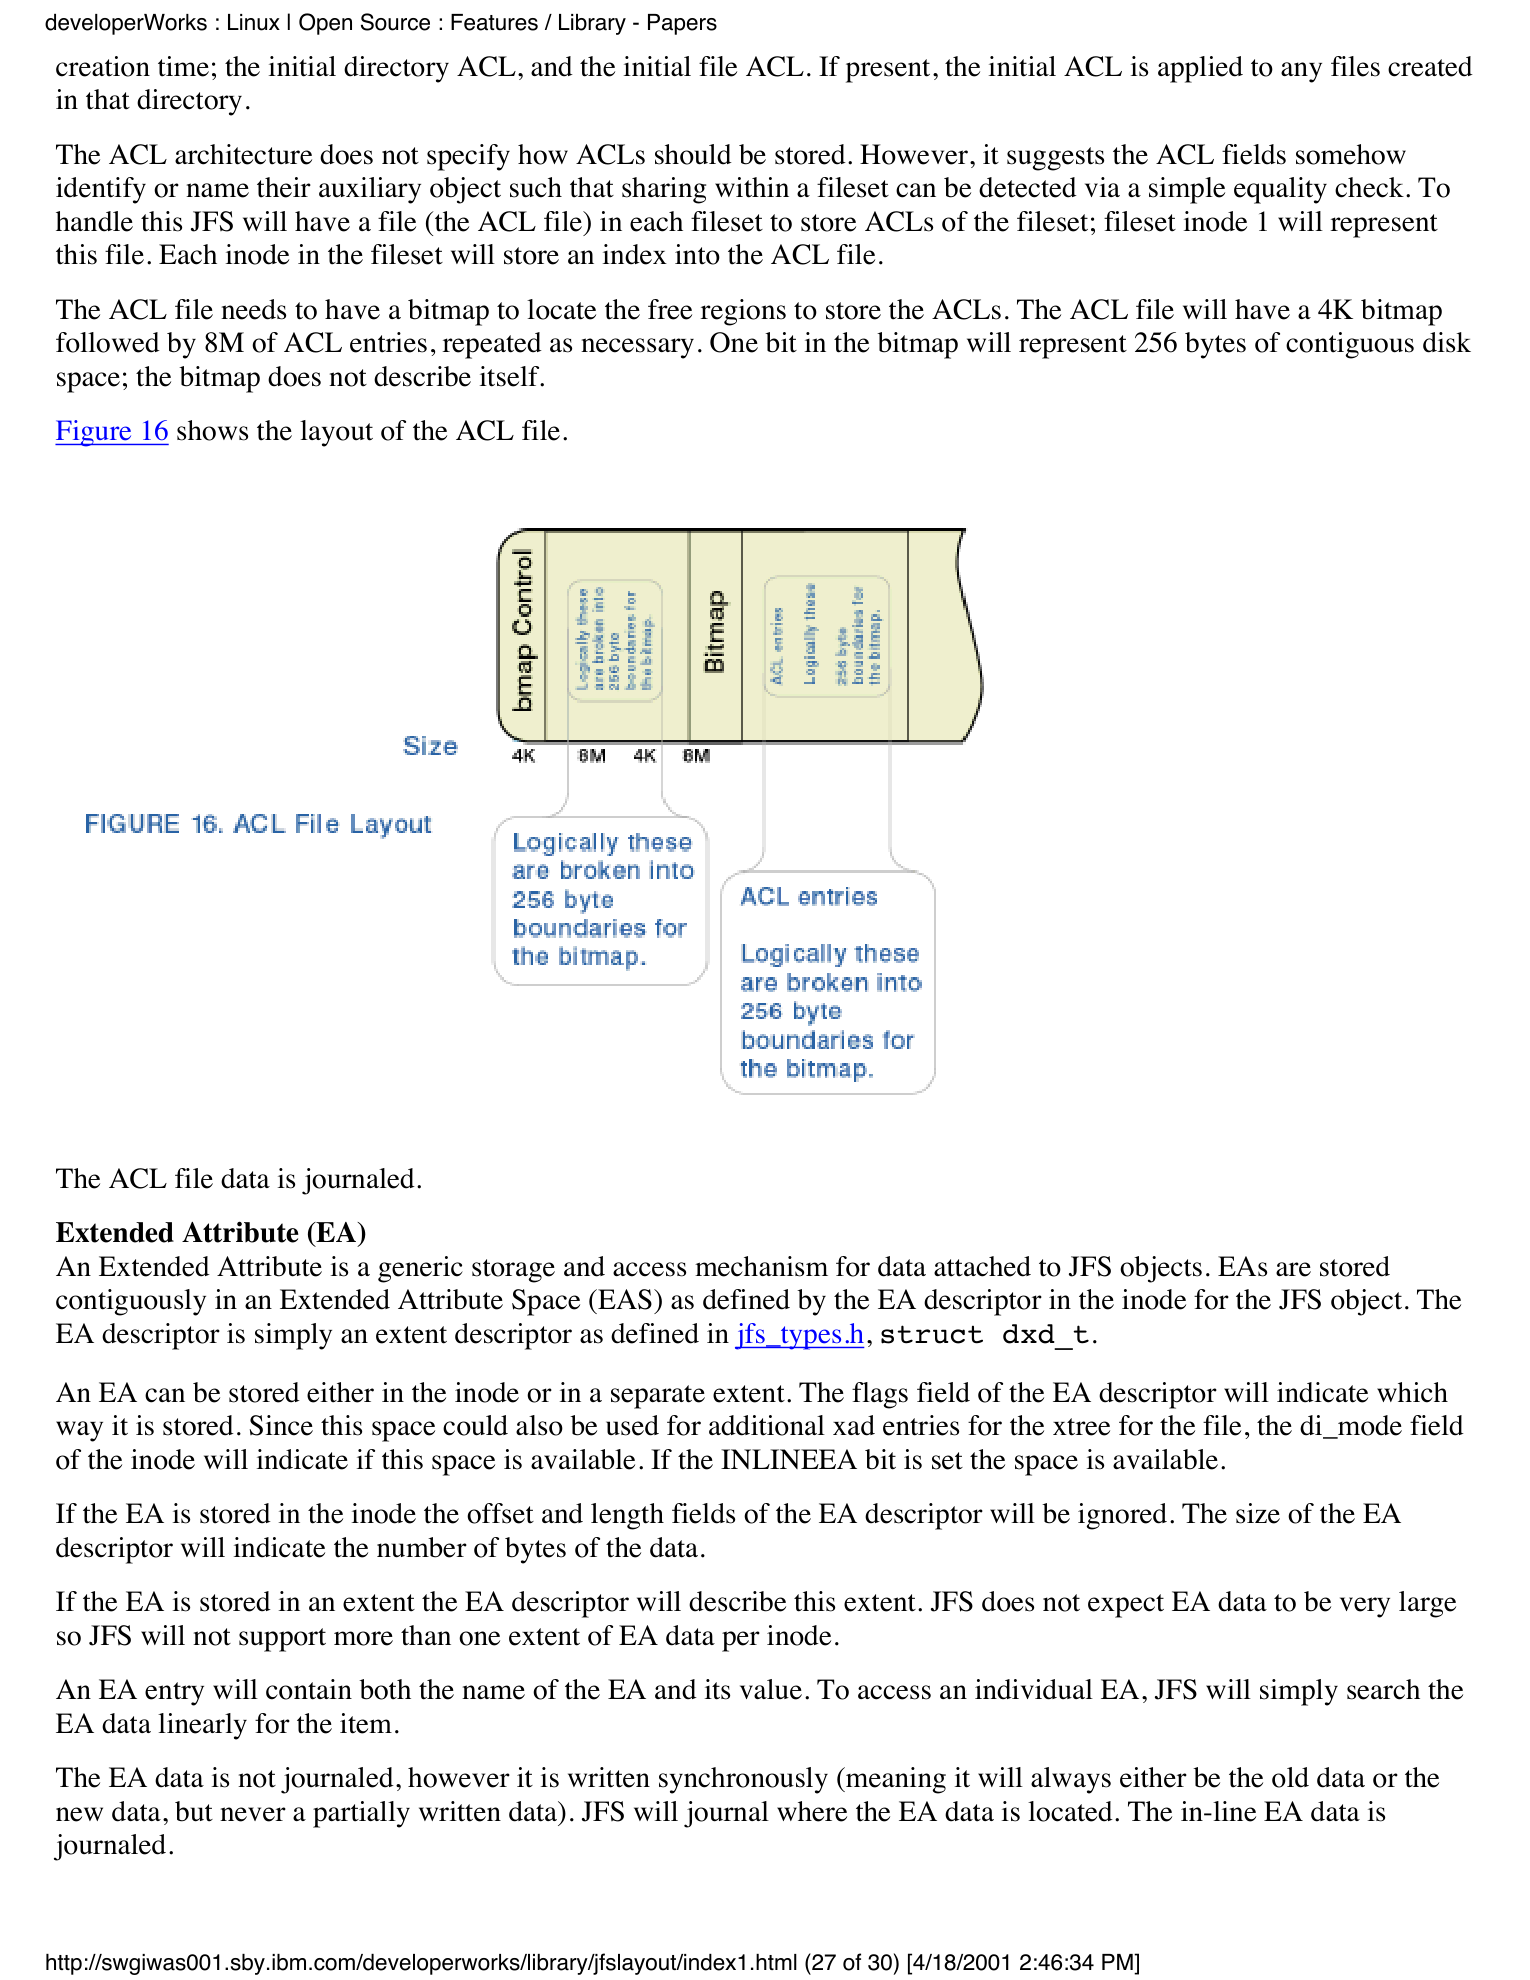 developerWorks : Linux | Open Source : Features / Library - Papers
creation time; the initial directory ACL, and the initial file ACL. If present, the initial ACL is applied to any files created
in that directory.
The ACL architecture does not specify how ACLs should be stored. However, it suggests the ACL fields somehow
identify or name their auxiliary object such that sharing within a fileset can be detected via a simple equality check. To
handle this JFS will have a file (the ACL file) in each fileset to store ACLs of the fileset; fileset inode 1 will represent
this file. Each inode in the fileset will store an index into the ACL file.
The ACL file needs to have a bitmap to locate the free regions to store the ACLs. The ACL file will have a 4K bitmap
followed by 8M of ACL entries, repeated as necessary. One bit in the bitmap will represent 256 bytes of contiguous disk
space; the bitmap does not describe itself.
Figure 16 shows the layout of the ACL file.
bmap Control
Logically these
are broken into
256 byte
boundaries for
the bitmap.
Bitmap
ACL entries
Logically these
256 byte
boundaries for
the bitmap.
Size
4K 8M 4K 8M
FIGURE 16. ACL File Layout
Logically these
are broken into
256 byte
boundaries for
the bitmap.
ACL entries
Logically these
are broken into
256 byte
boundaries for
the bitmap.
The ACL file data is journaled.
Extended Attribute (EA)
An Extended Attribute is a generic storage and access mechanism for data attached to JFS objects. EAs are stored
contiguously in an Extended Attribute Space (EAS) as defined by the EA descriptor in the inode for the JFS object. The
EA descriptor is simply an extent descriptor as defined in jfs_types.h, struct dxd_t.
An EA can be stored either in the inode or in a separate extent. The flags field of the EA descriptor will indicate which
way it is stored. Since this space could also be used for additional xad entries for the xtree for the file, the di_mode field
of the inode will indicate if this space is available. If the INLINEEA bit is set the space is available.
If the EA is stored in the inode the offset and length fields of the EA descriptor will be ignored. The size of the EA
descriptor will indicate the number of bytes of the data.
If the EA is stored in an extent the EA descriptor will describe this extent. JFS does not expect EA data to be very large
so JFS will not support more than one extent of EA data per inode.
An EA entry will contain both the name of the EA and its value. To access an individual EA, JFS will simply search the
EA data linearly for the item.
The EA data is not journaled, however it is written synchronously (meaning it will always either be the old data or the
new data, but never a partially written data). JFS will journal where the EA data is located. The in-line EA data is
journaled.
http://swgiwas001.sby.ibm.com/developerworks/library/jfslayout/index1.html (27 of 30) [4/18/2001 2:46:34 PM]